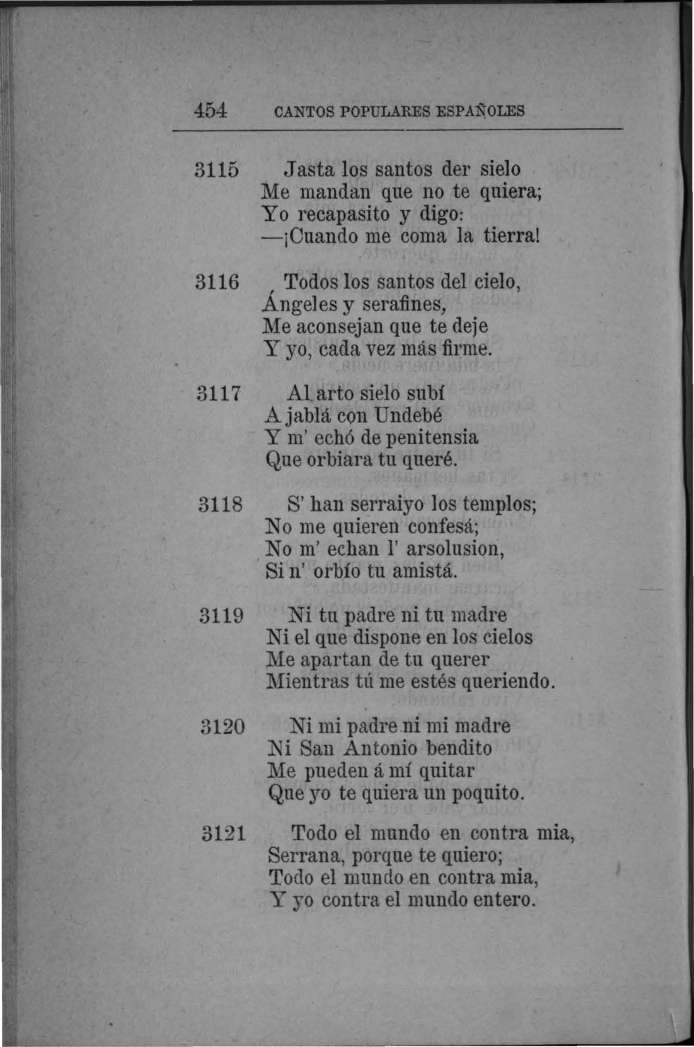 454 CANTOS POPULARES ESPAÑOLES
3115 Jasta los santos der sielo
Me mandan que no te quiera;
Yo recapasito y digo:
—¡Cuando me coma la tierra!
3116 Todos los santos del cielo,
Ángeles y serafines,
Me aconsejan que te deje
Y yo, cada vez más firme.
3117 Al arto sielo subí
A jablá con Undebé
Y m' echó de penitensia
Que orbiara tu queré.
3118 S' han serraiyo los templos;
No me quieren confesá;
No m' echan l' arsolusion,
Si n' orbío tu amistá.
3119 Ni tu padre ni tu madre
Ni el que dispone en los cielos
Me apartan de tu querer
Mientras tú me estés queriendo.
3120 Ni mi padre ni mi madre
Ni San Antonio bendito
Me pueden á mí quitar
Que yo te quiera un poquito.
3121 Todo el mundo en contra mia,
Serrana, porque te quiero;
Todo el mundo en contra mia,
Y yo contra el mundo entero.